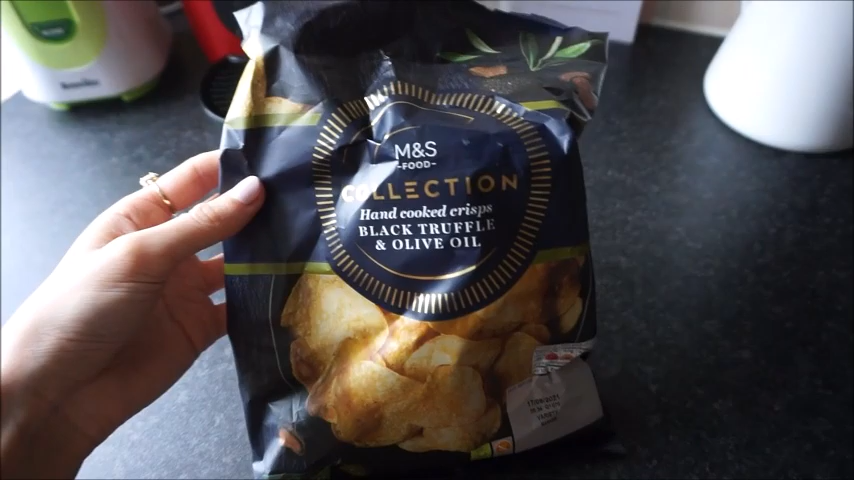 M&S
-FOOD-
COLLECTION
Hand cooked crisps
BLACK TRUFFLE
& OLIVE OIL